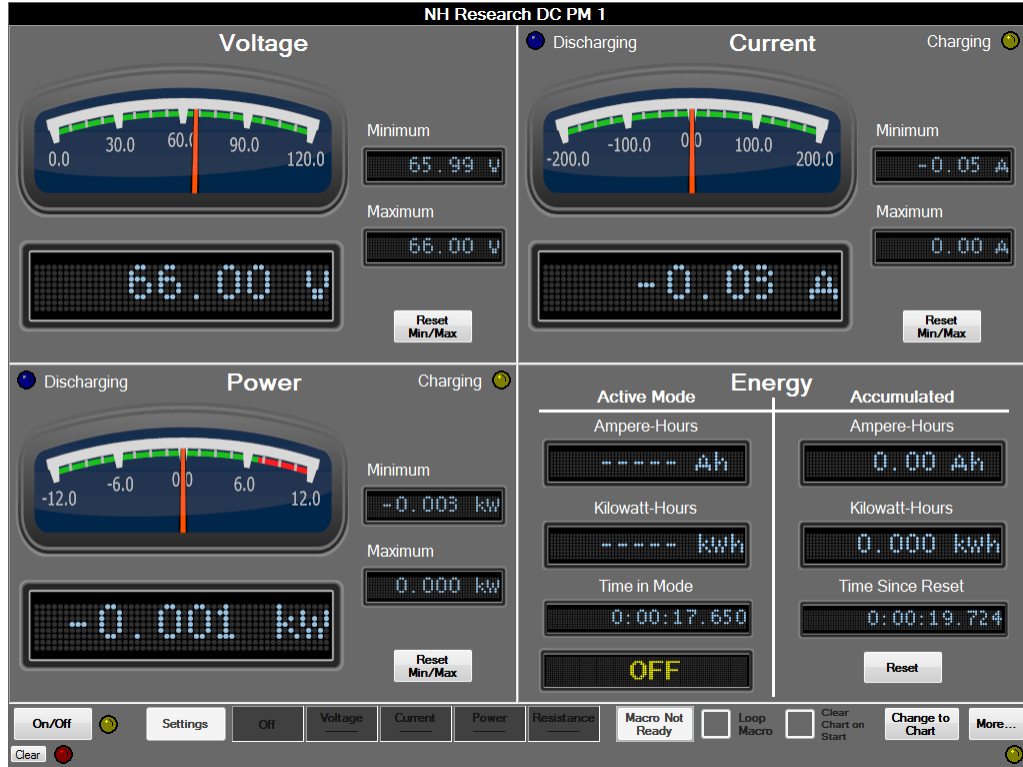 NH Research DC PM 1
Voltage
0.0 30.0 60.0 90.0 120.0
Minimum
65.99 V
Maximum
66.00 V
66.00 V
Reset
Min/Max
Discharging
Current
Charging
-200.0 -100.0 0.0 100.0 200.0
Minimum
-0.05 A
Maximum
0.00 A
-0.03 A
Reset
Min/Max
Discharging
Power
Charging
-12.0 -6.0 0.0 6.0 12.0
Minimum
-0.003 kW
Maximum
0.000 kW
-0.001 kW
Reset
Min/Max
Energy
Active Mode
Ampere-Hours
----- Ah
Kilowatt-Hours
----- kWh
Time in Mode
0:00:17.650
OFF
Accumulated
Ampere-Hours
0.00 Ah
Kilowatt-Hours
0.000 kWh
Time Since Reset
0:00:19.724
Reset
On/Off
Settings
Off
Voltage
Current
Power
Resistance
Macro Not
Ready
Loop
Macro
Clear
Chart on
Start
Change to
Chart
More...
Clear